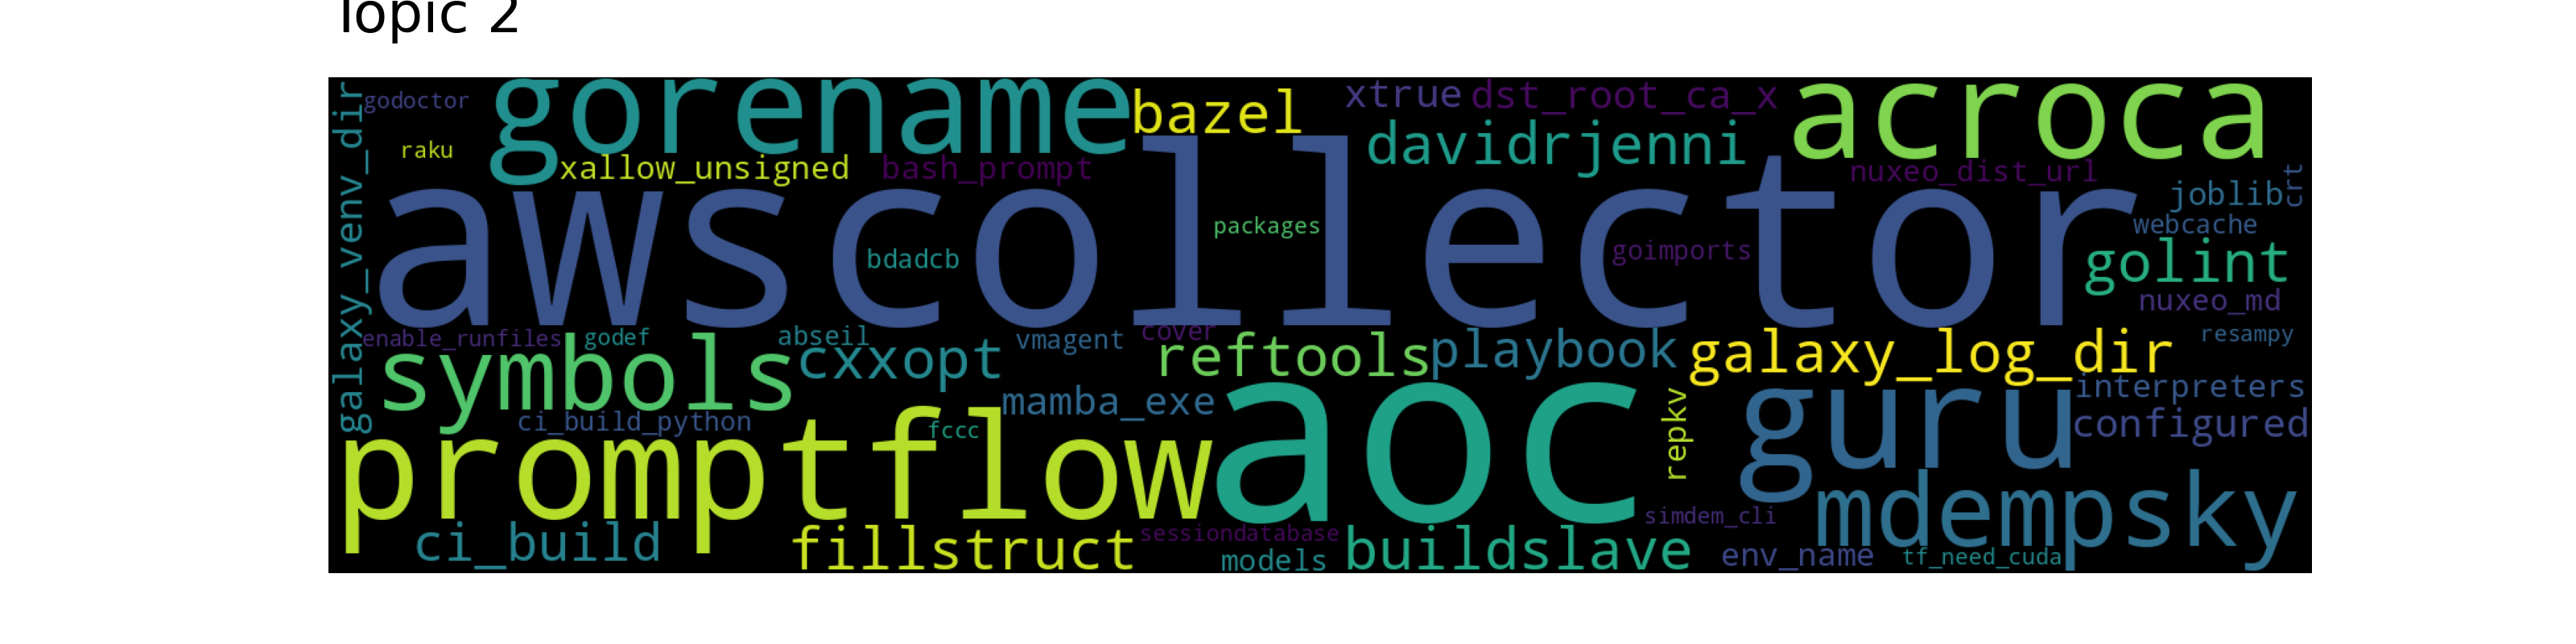 Topic 2
godoctor
gorename
bazel
xtrue
dst_root_ca_x
acroca
raku
xallow_unsigned
bash_prompt
davidrjenni
nuxeo_dist_url
joblib
crt
galaxy_venv_dir
awscollector
packages
bdadcb
goimports
webcache
golint
nuxeo_md
enable_runfiles
godef
abseil
vmagent
cover
resampy
symbols
cxxopt
reftools
playbook
galaxy_log_dir
mamba_exe
aoc
repkv
guru
interpreters
configured
ci_build_python
fccc
promptflow
mdempsky
ci_build
fillstruct
sessiondatabase
models
buildslave
simdem_cli
env_name
tf_need_cuda